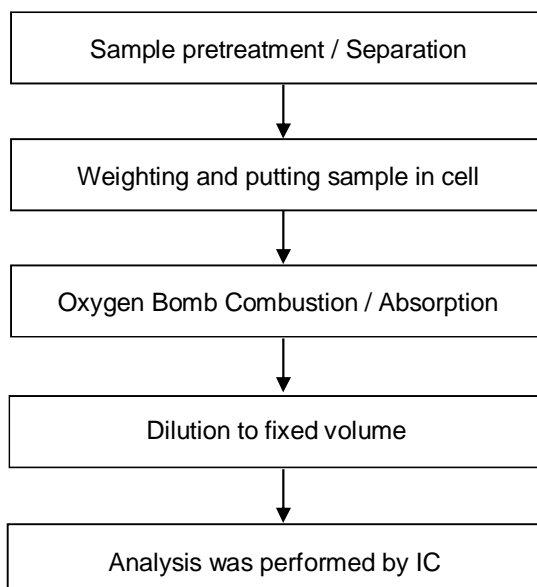 Sample pretreatment / Separation
Weighting and putting sample in cell
Oxygen Bomb Combustion / Absorption
Dilution to fixed volume
Analysis was performed by IC